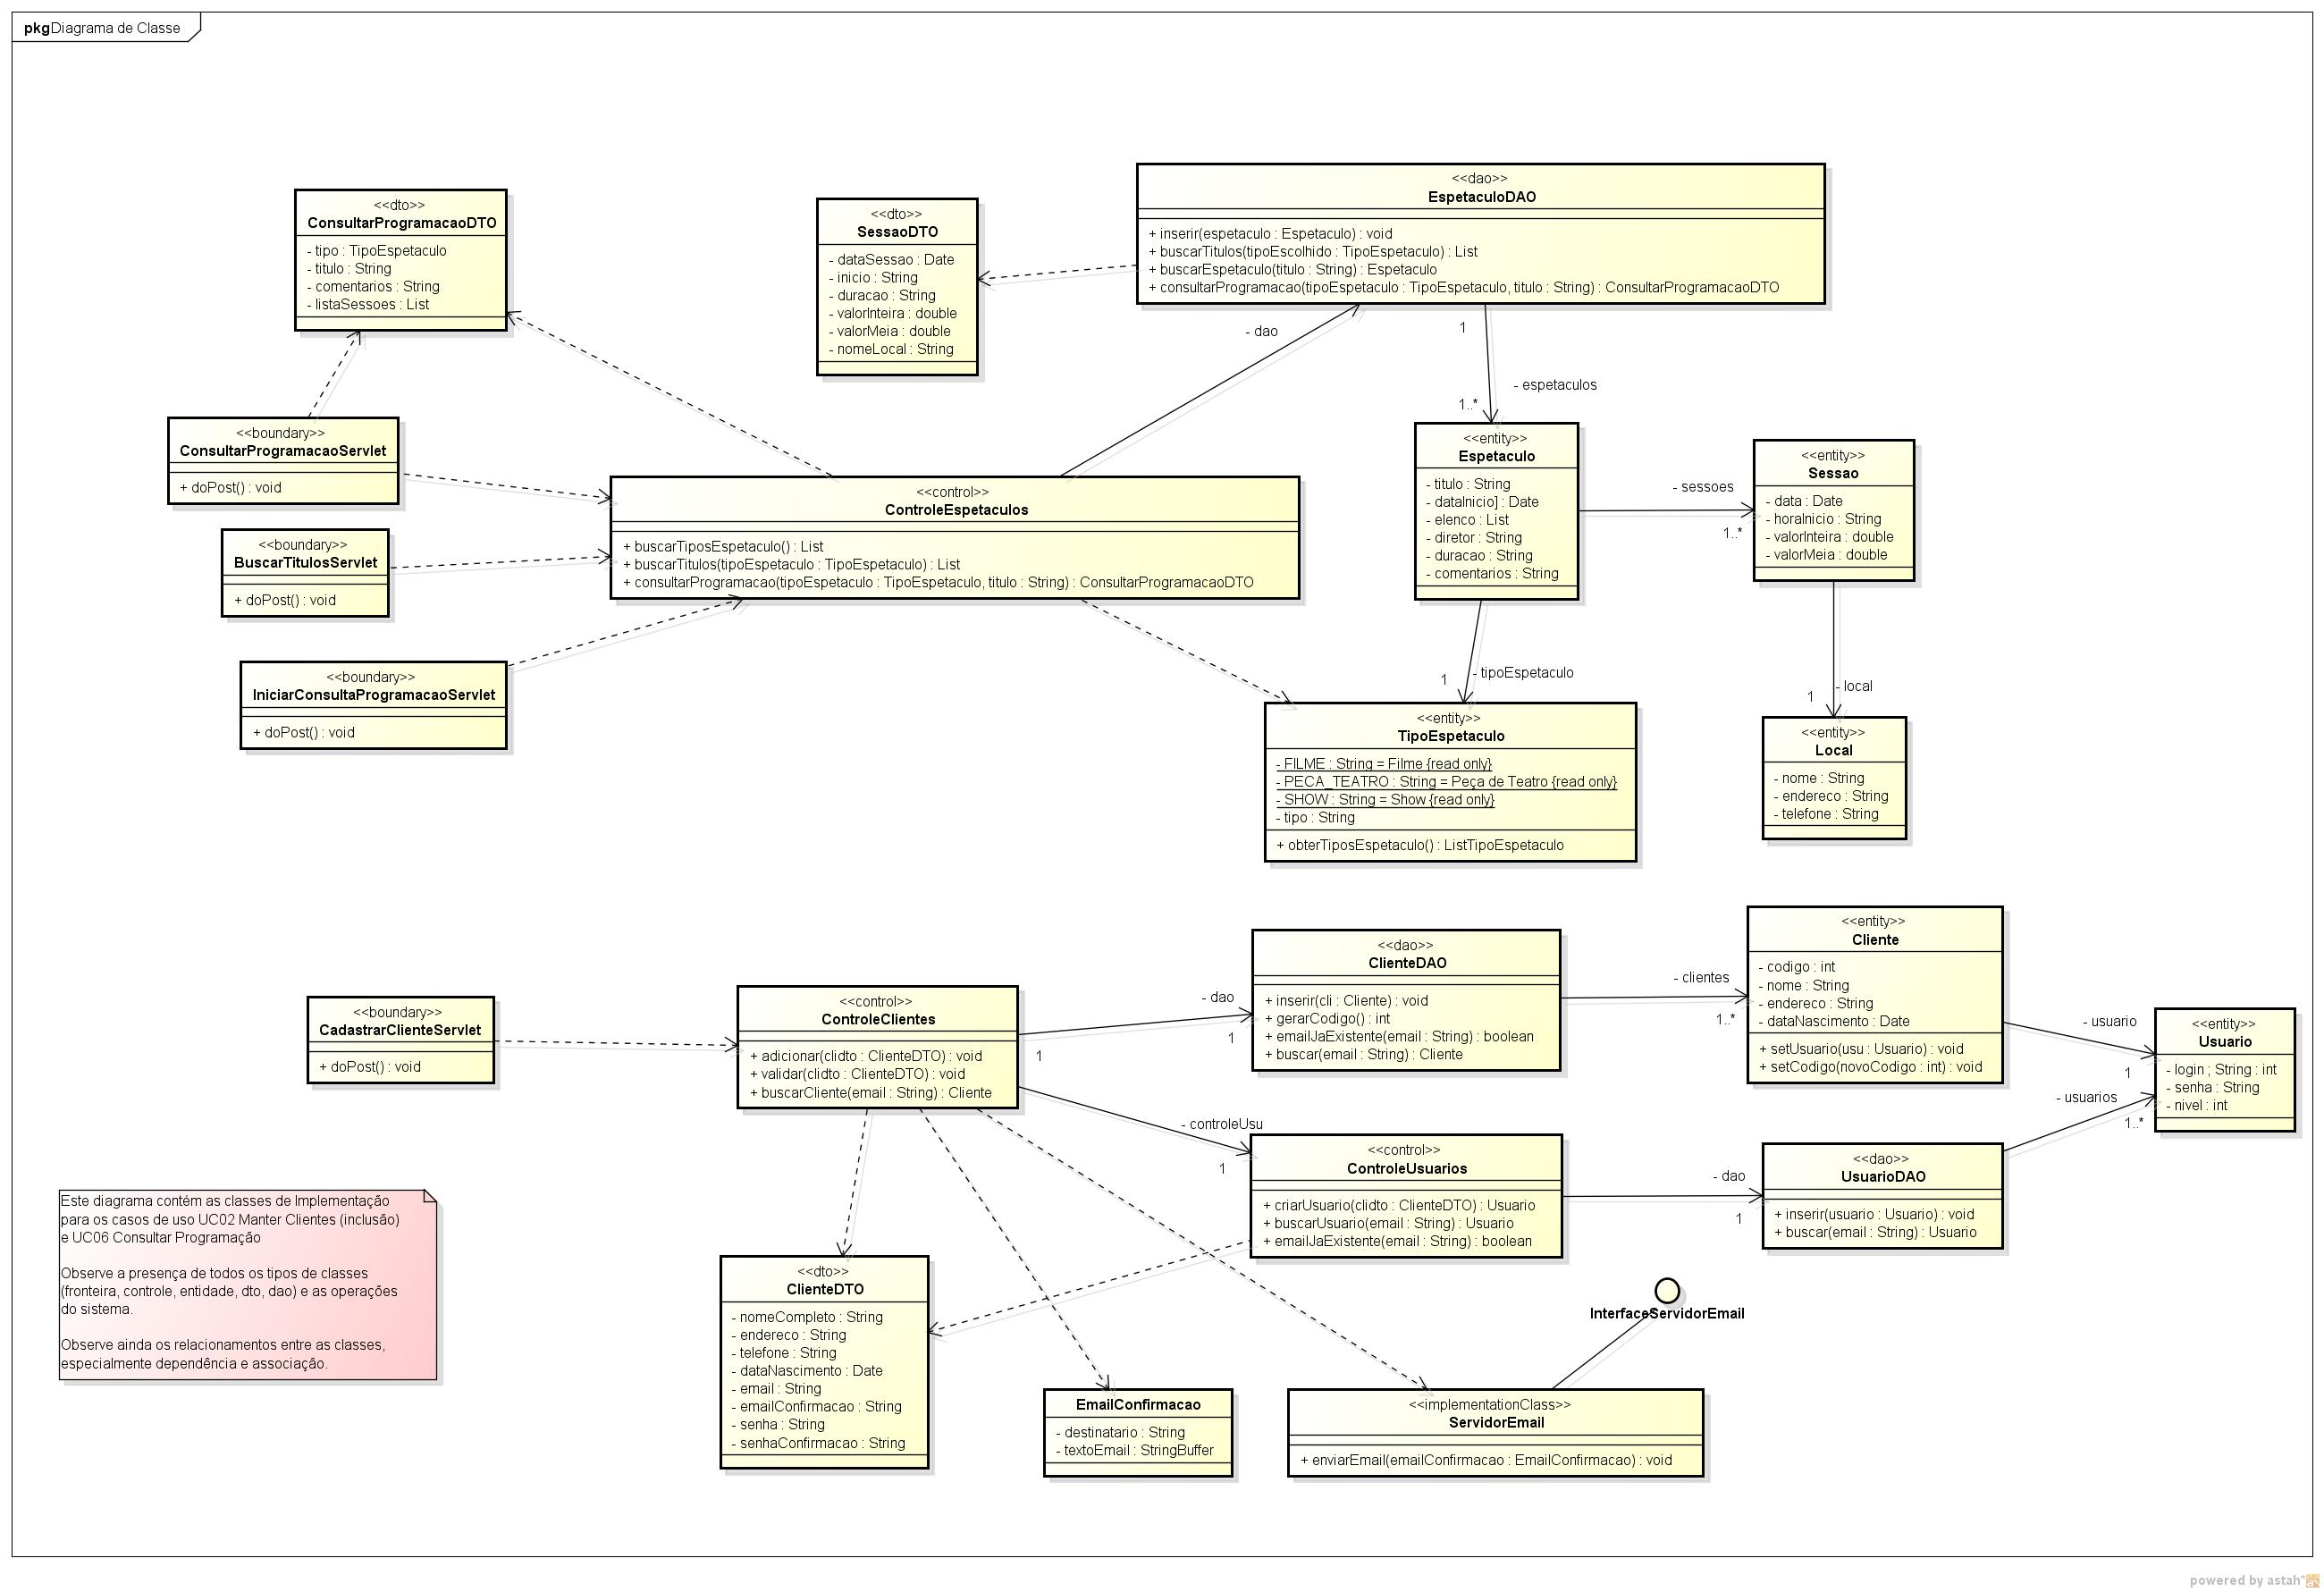 pkg Diagrama de Classe
<<dto>>
ConsultarProgramacaoDTO
- tipo : TipoEspetaculo
- titulo : String
- comentarios : String
- listaSessoes : List
<<dto>>
SessaoDTO
- dataSessao : Date
- inicio : String
- duracao : String
- valorInteira : double
- valorMeia : double
- nomeLocal : String
<<dao>>
EspetaculoDAO
+ inserir(espetaculo : Espetaculo) : void
+ buscarTitulos(tipoEscolhido : TipoEspetaculo) : List
+ buscarEspetaculo(titulo : String) : Espetaculo
+ consultarProgramacao(tipoEspetaculo : TipoEspetaculo, titulo : String) : ConsultarProgramacaoDTO
- dao
1
- espetaculos
1..*
<<boundary>>
ConsultarProgramacaoServlet
+ doPost() : void
<<boundary>>
BuscarTitulosServlet
+ doPost() : void
<<boundary>>
IniciarConsultaProgramacaoServlet
+ doPost() : void
<<control>>
ControleEspetaculos
+ buscarTiposEspetaculo() : List
+ buscarTitulos(tipoEspetaculo : TipoEspetaculo) : List
+ consultarProgramacao(tipoEspetaculo : TipoEspetaculo, titulo : String) : ConsultarProgramacaoDTO
<<entity>>
Espetaculo
- titulo : String
- dataInicio] : Date
- elenco : List
- diretor : String
- duracao : String
- comentarios : String
- sessoes
1..*
<<entity>>
Sessao
- data : Date
- horaInicio : String
- valorInteira : double
- valorMeia : double
1
- tipoEspetaculo
1
- local
<<entity>>
TipoEspetaculo
- FILME : String = Filme {read only}
- PECA_TEATRO : String = Peça de Teatro {read only}
- SHOW : String = Show {read only}
- tipo : String
+ obterTiposEspetaculo() : ListTipoEspetaculo
<<entity>>
Local
- nome : String
- endereco : String
- telefone : String
<<boundary>>
CadastrarClienteServlet
+ doPost() : void
<<control>>
ControleClientes
+ adicionar(clidto : ClienteDTO) : void
+ validar(clidto : ClienteDTO) : void
+ buscarCliente(email : String) : Cliente
- dao
1
1
<<dao>>
ClienteDAO
+ inserir(cli : Cliente) : void
+ gerarCodigo() : int
+ emailJaExistente(email : String) : boolean
+ buscar(email : String) : Cliente
- clientes
1..*
<<entity>>
Cliente
- codigo : int
- nome : String
- endereco : String
- dataNascimento : Date
+ setUsuario(usu : Usuario) : void
+ setCodigo(novoCodigo : int) : void
- usuario
1
<<entity>>
Usuario
- login ; String : int
- senha : String
- nivel : int
- usuarios
1..*
- controleUsu
1
<<control>>
ControleUsuarios
+ criarUsuario(clidto : ClienteDTO) : Usuario
+ buscarUsuario(email : String) : Usuario
+ emailJaExistente(email : String) : boolean
- dao
1
<<dao>>
UsuarioDAO
+ inserir(usuario : Usuario) : void
+ buscar(email : String) : Usuario
Este diagrama contém as classes de Implementação
para os casos de uso UC02 Manter Clientes (inclusão)
e UC06 Consultar Programação
Observe a presença de todos os tipos de classes
(fronteira, controle, entidade, dto, dao) e as operações
do sistema.
Observe ainda os relacionamentos entre as classes,
especialmente dependência e associação.
<<dto>>
ClienteDTO
- nomeCompleto : String
- endereco : String
- telefone : String
- dataNascimento : Date
- email : String
- emailConfirmacao : String
- senha : String
- senhaConfirmacao : String
EmailConfirmacao
- destinatario : String
- textoEmail : StringBuffer
InterfaceServidorEmail
<<implementationClass>>
ServidorEmail
+ enviarEmail(emailConfirmacao : EmailConfirmacao) : void
powered by astah*